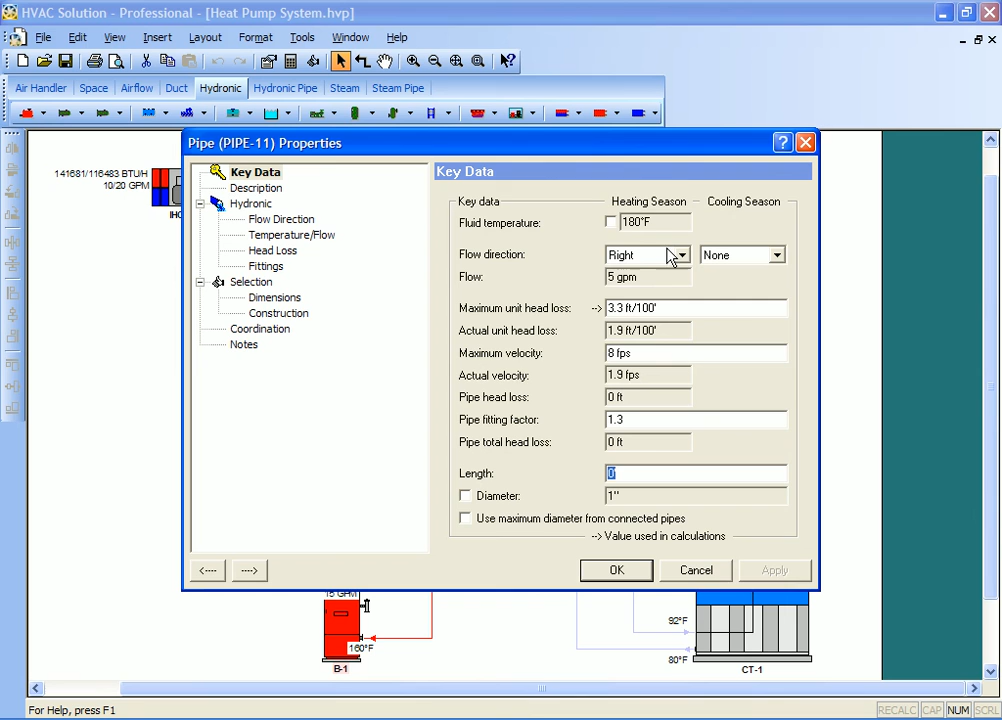 HVAC Solution - Professional - [Heat Pump System.hvp]
File Edit View Insert Layout Format Tools Window Help
Air Handler Space Airflow Duct Hydronic Hydronic Pipe Steam Steam Pipe
141681/116483 BTU/H
10/20 GPM
Pipe (PIPE-11) Properties
Key Data
Description
Hydronic
Flow Direction
Temperature/Flow
Head Loss
Fittings
Selection
Dimensions
Construction
Coordination
Notes
Key Data
Key data Heating Season Cooling Season
Fluid temperature: 180°F
Flow direction: Right None
Flow: 5 gpm
Maximum unit head loss: --> 3.3 ft/100'
Actual unit head loss: 1.9 ft/100'
Maximum velocity: 8 fps
Actual velocity: 1.9 fps
Pipe head loss: 0 ft
Pipe fitting factor: 1.3
Pipe total head loss: 0 ft
Length: 0'
Diameter: 1"
Use maximum diameter from connected pipes
--> Value used in calculations
<---- ---->
OK Cancel Apply
15 GPM
160°F
B-1
92°F
80°F
CT-1
For Help, press F1
RECALC CAP NUM SCRL